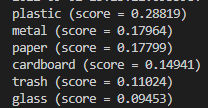 plastic (score = 0.28819)
metal (score = 0.17964)
paper (score = 0.17799)
cardboard (score = 0.14941)
trash (score = 0.11024)
glass (score = 0.09453)